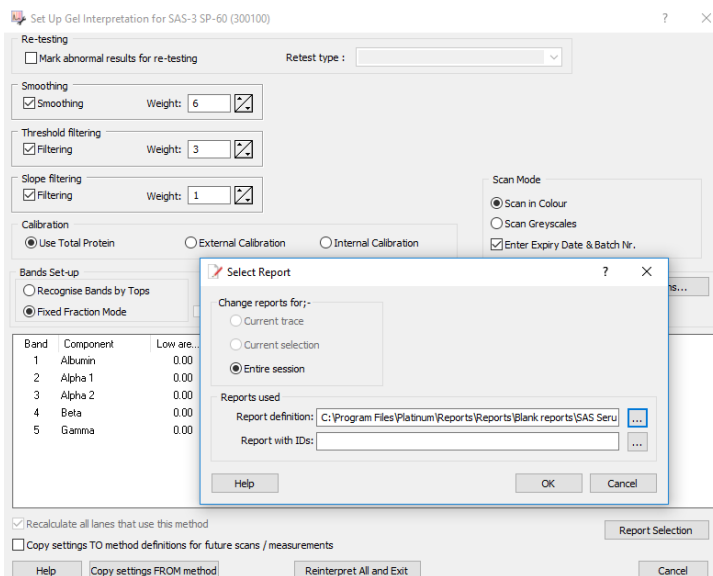 Set Up Gel Interpretation for SAS-3 SP-60 (300100)
Re-testing
Mark abnormal results for re-testing
Retest type :
Smoothing
Smoothing
Weight: 6
Threshold filtering
Filtering
Weight: 3
Slope filtering
Filtering
Weight: 1
Scan Mode
Scan in Colour
Scan Greyscales
Enter Expiry Date & Batch Nr.
Calibration
Use Total Protein
External Calibration
Internal Calibration
Bands Set-up
Recognise Bands by Tops
Fixed Fraction Mode
Band Component Low are...
1 Albumin 0.00
2 Alpha 1 0.00
3 Alpha 2 0.00
4 Beta 0.00
5 Gamma 0.00
Select Report
Change reports for;-
Current trace
Current selection
Entire session
Reports used
Report definition: C:\Program Files\Platinum\Reports\Reports\Blank reports\SAS Seru
...
Report with IDs:
...
Help
OK
Cancel
Recalculate all lanes that use this method
Copy settings TO method definitions for future scans / measurements
Report Selection
Help
Copy settings FROM method
Reinterpret All and Exit
Cancel